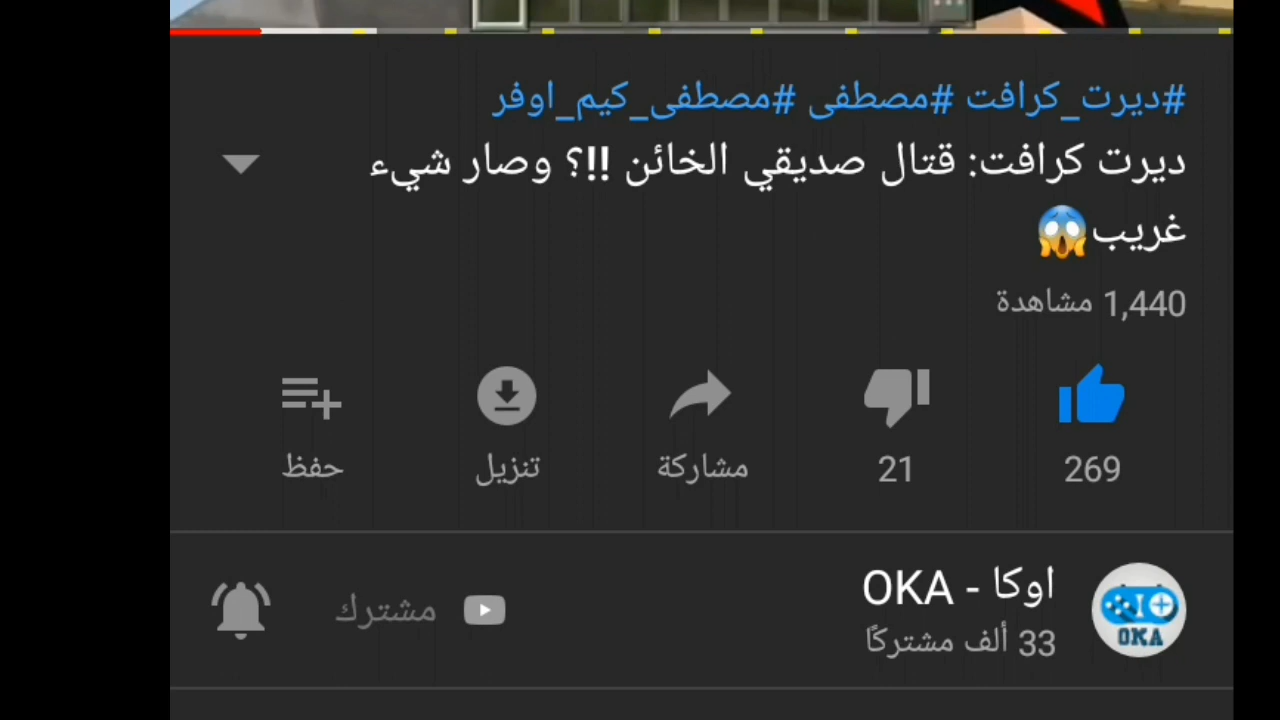 #ديرت_كرافت #مصطفى #مصطفى_كيم_اوفر
ديرت كرافت: قتال صديقي الخائن !!؟ وصار شيء
غريب😱
1,440 مشاهدة
269
21
مشاركة
تنزيل
حفظ
اوكا - OKA
33 ألف مشتركًا
مشترك
OKA